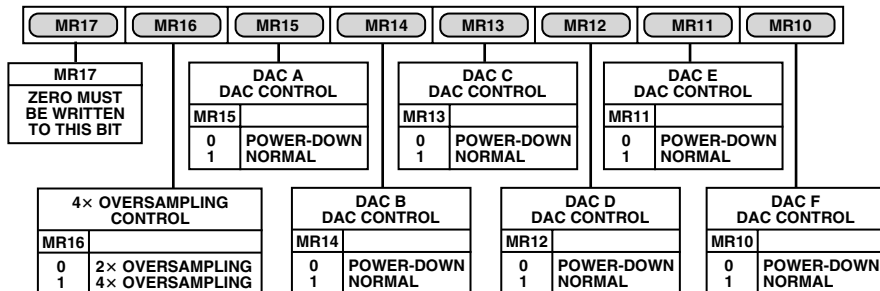 MR17 MR16 MR15 MR14 MR13 MR12 MR11 MR10
MR17
ZERO MUST
BE WRITTEN
TO THIS BIT
DAC A
DAC CONTROL
MR15
0 POWER-DOWN
1 NORMAL
DAC C
DAC CONTROL
MR13
0 POWER-DOWN
1 NORMAL
DAC E
DAC CONTROL
MR11
0 POWER-DOWN
1 NORMAL
4× OVERSAMPLING
CONTROL
MR16
0 2× OVERSAMPLING
1 4× OVERSAMPLING
DAC B
DAC CONTROL
MR14
0 POWER-DOWN
1 NORMAL
DAC D
DAC CONTROL
MR12
0 POWER-DOWN
1 NORMAL
DAC F
DAC CONTROL
MR10
0 POWER-DOWN
1 NORMAL